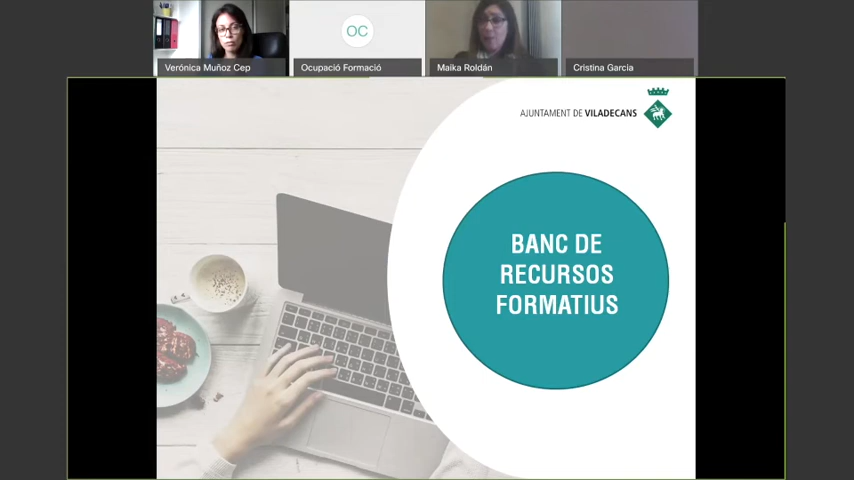 OC
Verónica Muñoz Cep
Ocupació Formació
Maika Roldán
Cristina Garcia
AJUNTAMENT DE VILADECANS
BANC DE
RECURSOS
FORMATIUS